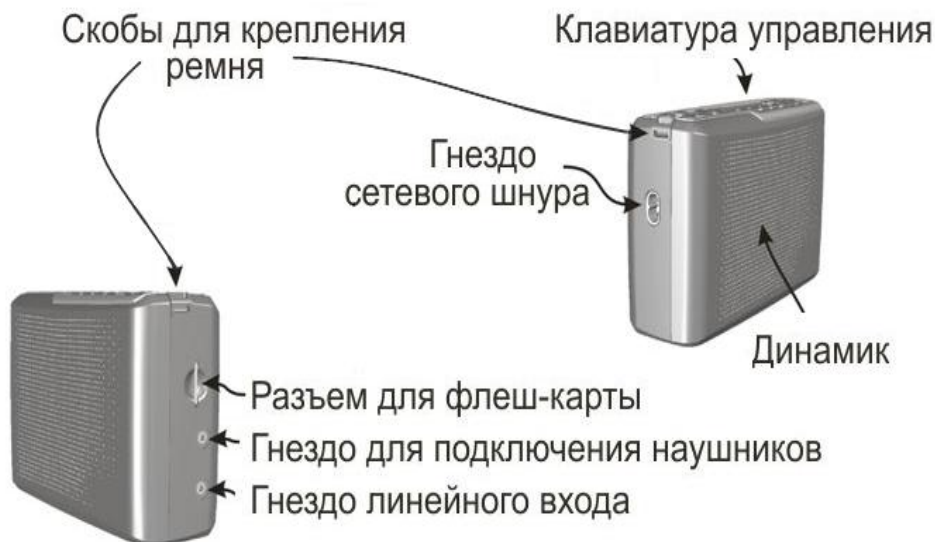 Скобы для крепления
ремня
Клавиатура управления
Гнездо
сетевого шнура
Динамик
Разъем для флеш-карты
Гнездо для подключения наушников
Гнездо линейного входа